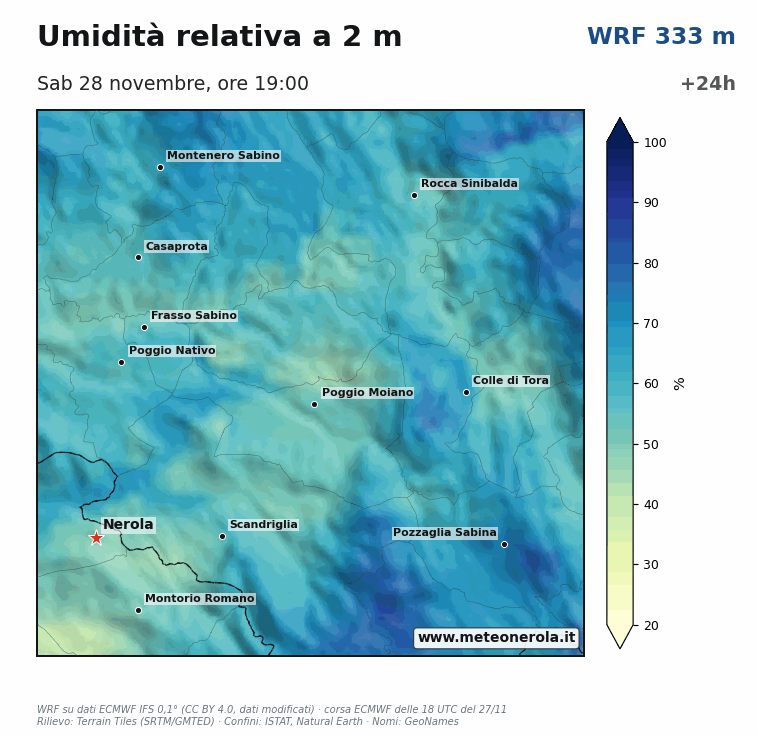 Umidità relativa a 2 m
WRF 333 m
Sab 28 novembre, ore 19:00
+24h
Montenero Sabino
Rocca Sinibalda
Casaprota
Frasso Sabino
Poggio Nativo
Poggio Moiano
Colle di Tora
Nerola
Scandriglia
Pozzaglia Sabina
Montorio Romano
www.meteonerola.it
100
90
80
70
60
50
40
30
20
%
WRF su dati ECMWF IFS 0,1° (CC BY 4.0, dati modificati) · corsa ECMWF delle 18 UTC del 27/11
Rilievo: Terrain Tiles (SRTM/GMTED) · Confini: ISTAT, Natural Earth · Nomi: GeoNames